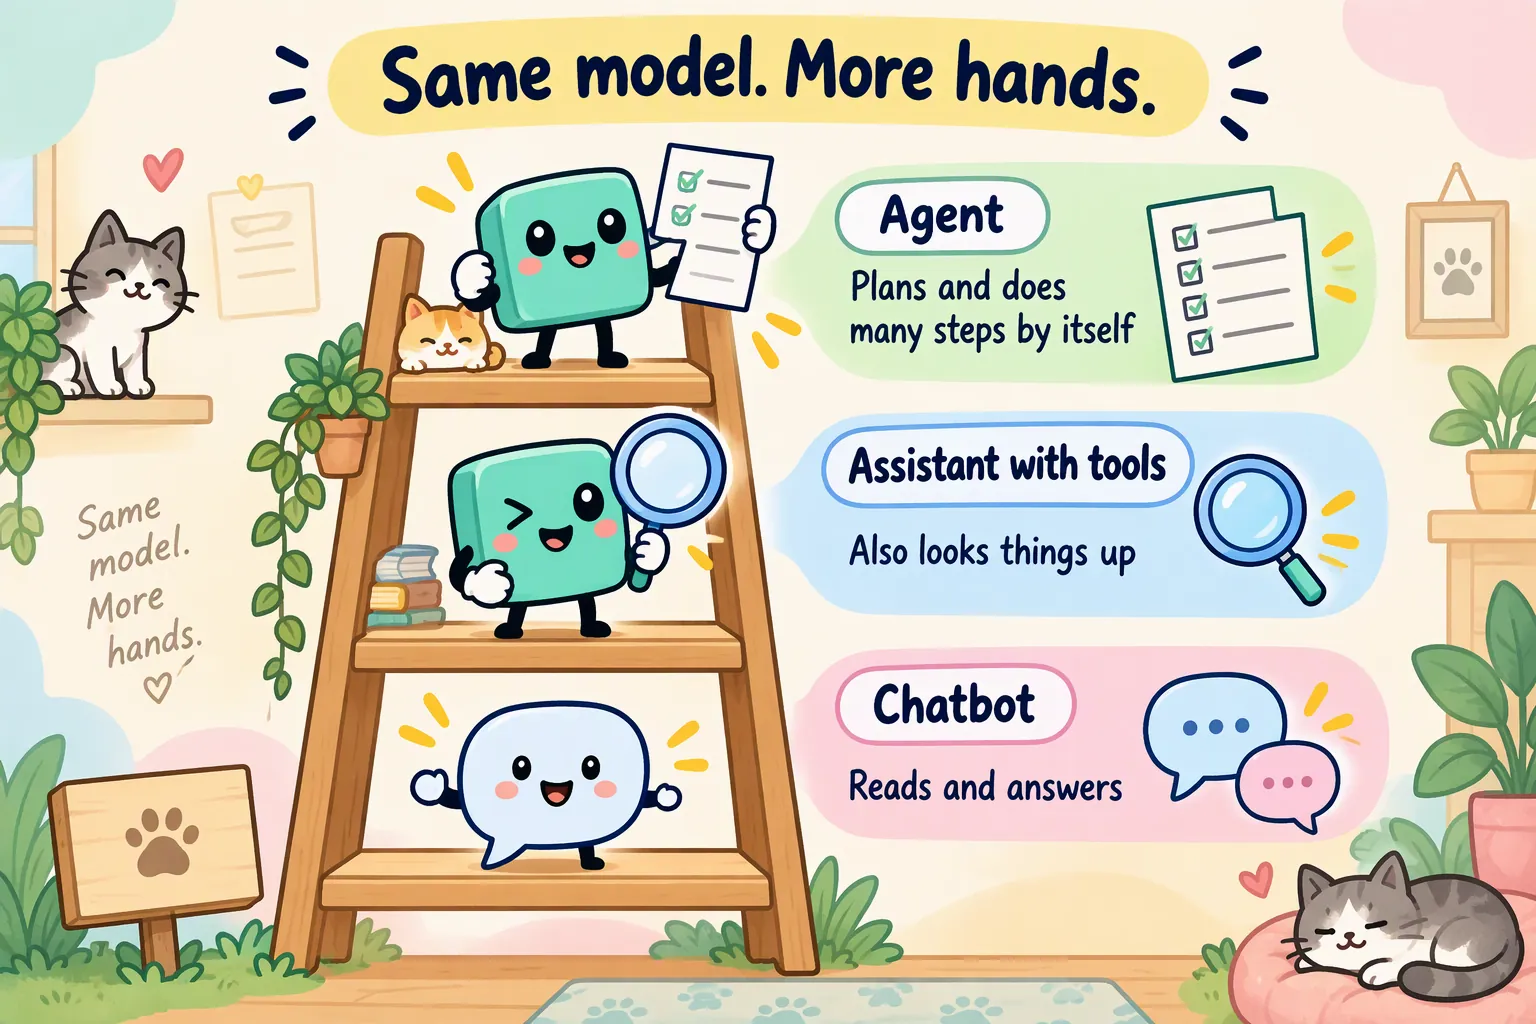 Same model. More hands.
Agent
Plans and does
many steps by itself
Assistant with tools
Also looks things up
Same
model.
More
hands.
Chatbot
Reads and answers